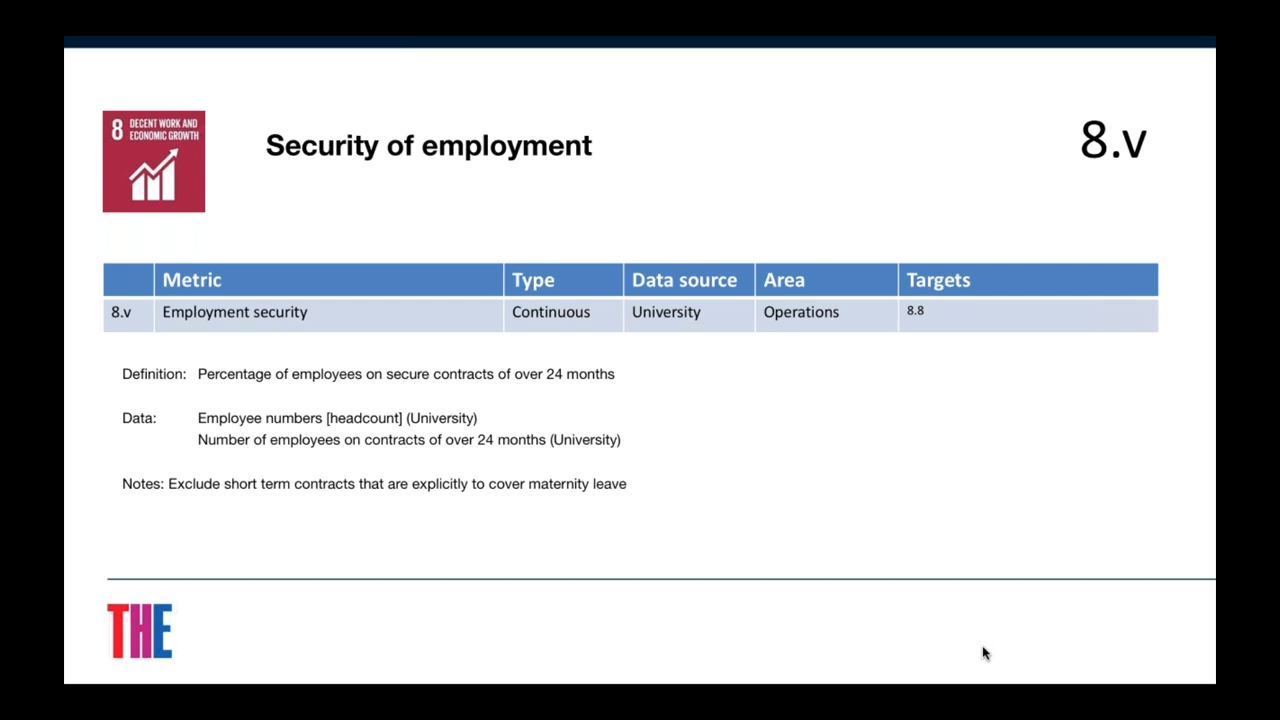 8 DECENT WORK AND
ECONOMIC GROWTH
Security of employment
8.v
Metric Type Data source Area Targets
8.v Employment security Continuous University Operations 8.8
Definition: Percentage of employees on secure contracts of over 24 months
Data: Employee numbers [headcount] (University)
Number of employees on contracts of over 24 months (University)
Notes: Exclude short term contracts that are explicitly to cover maternity leave
THE